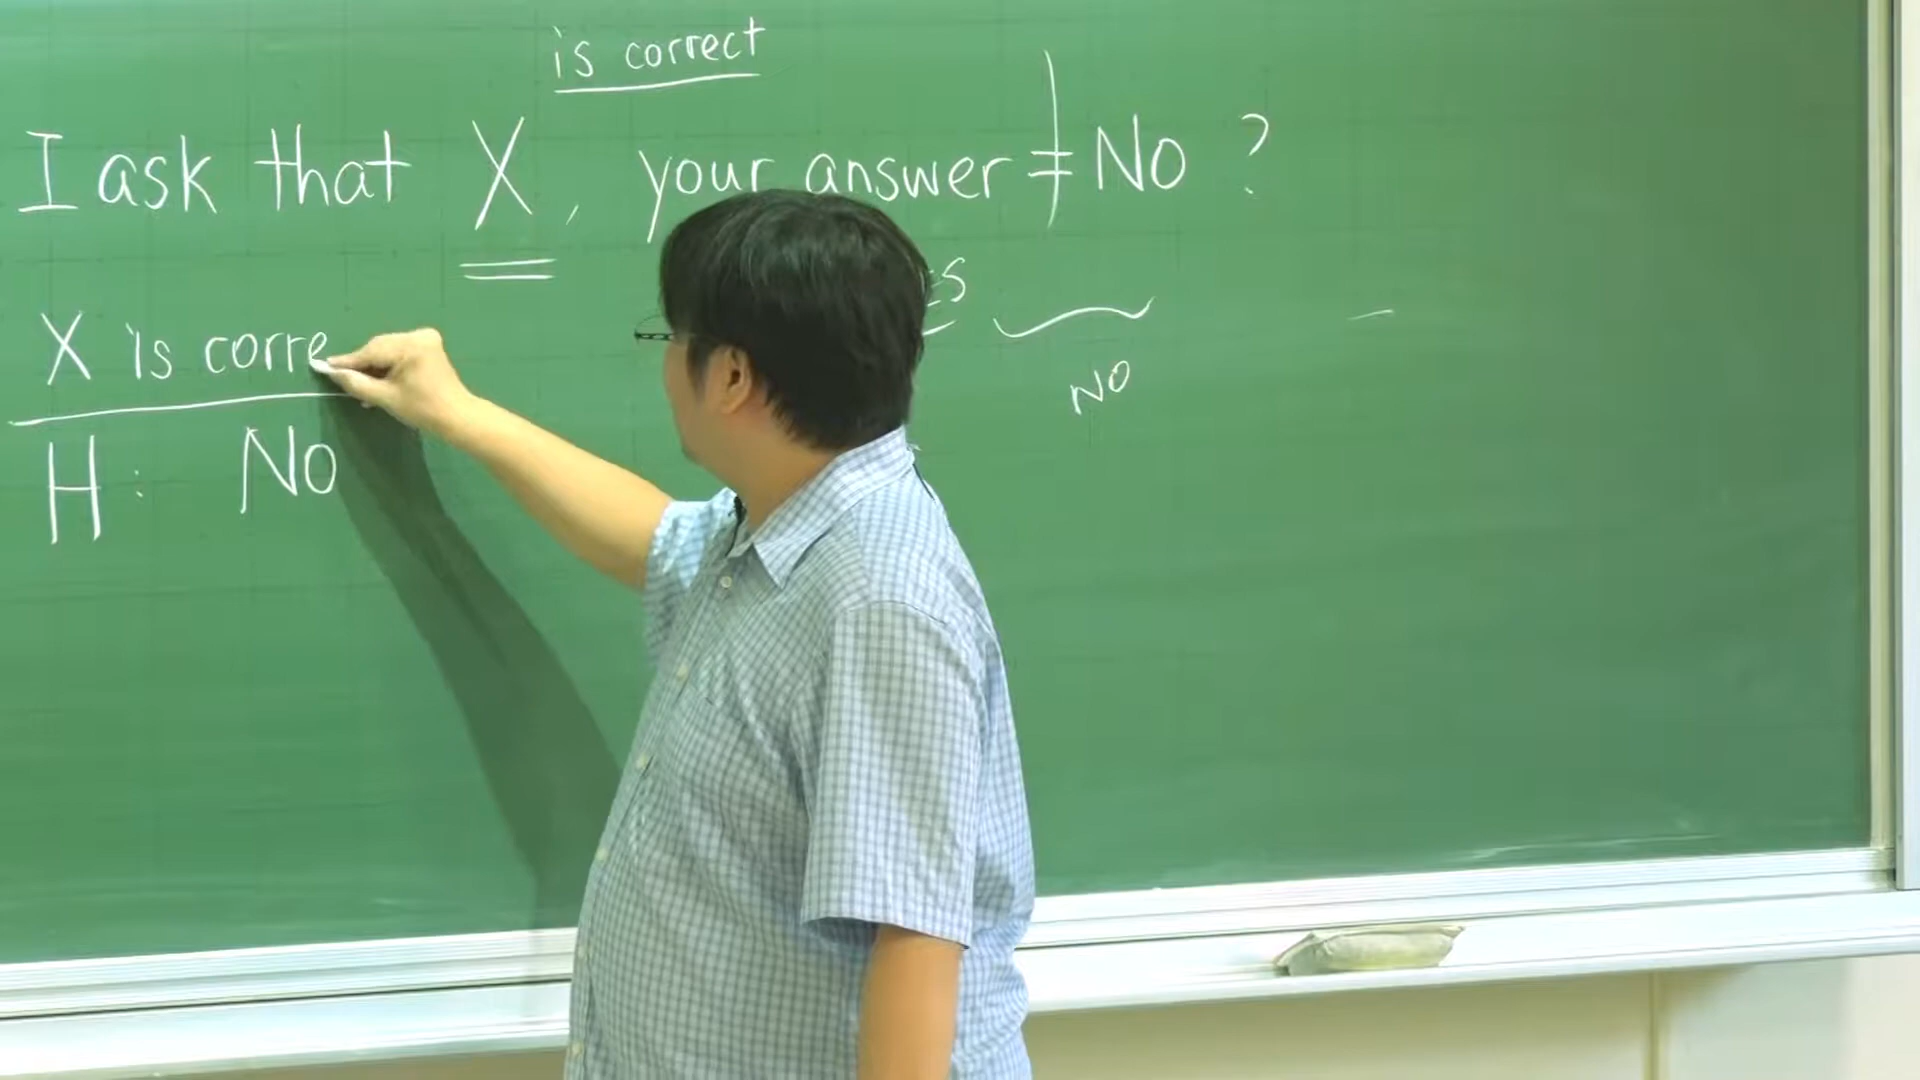 is correct
I ask that X, your answer ≠ No ?
X is corre
NO
H: No